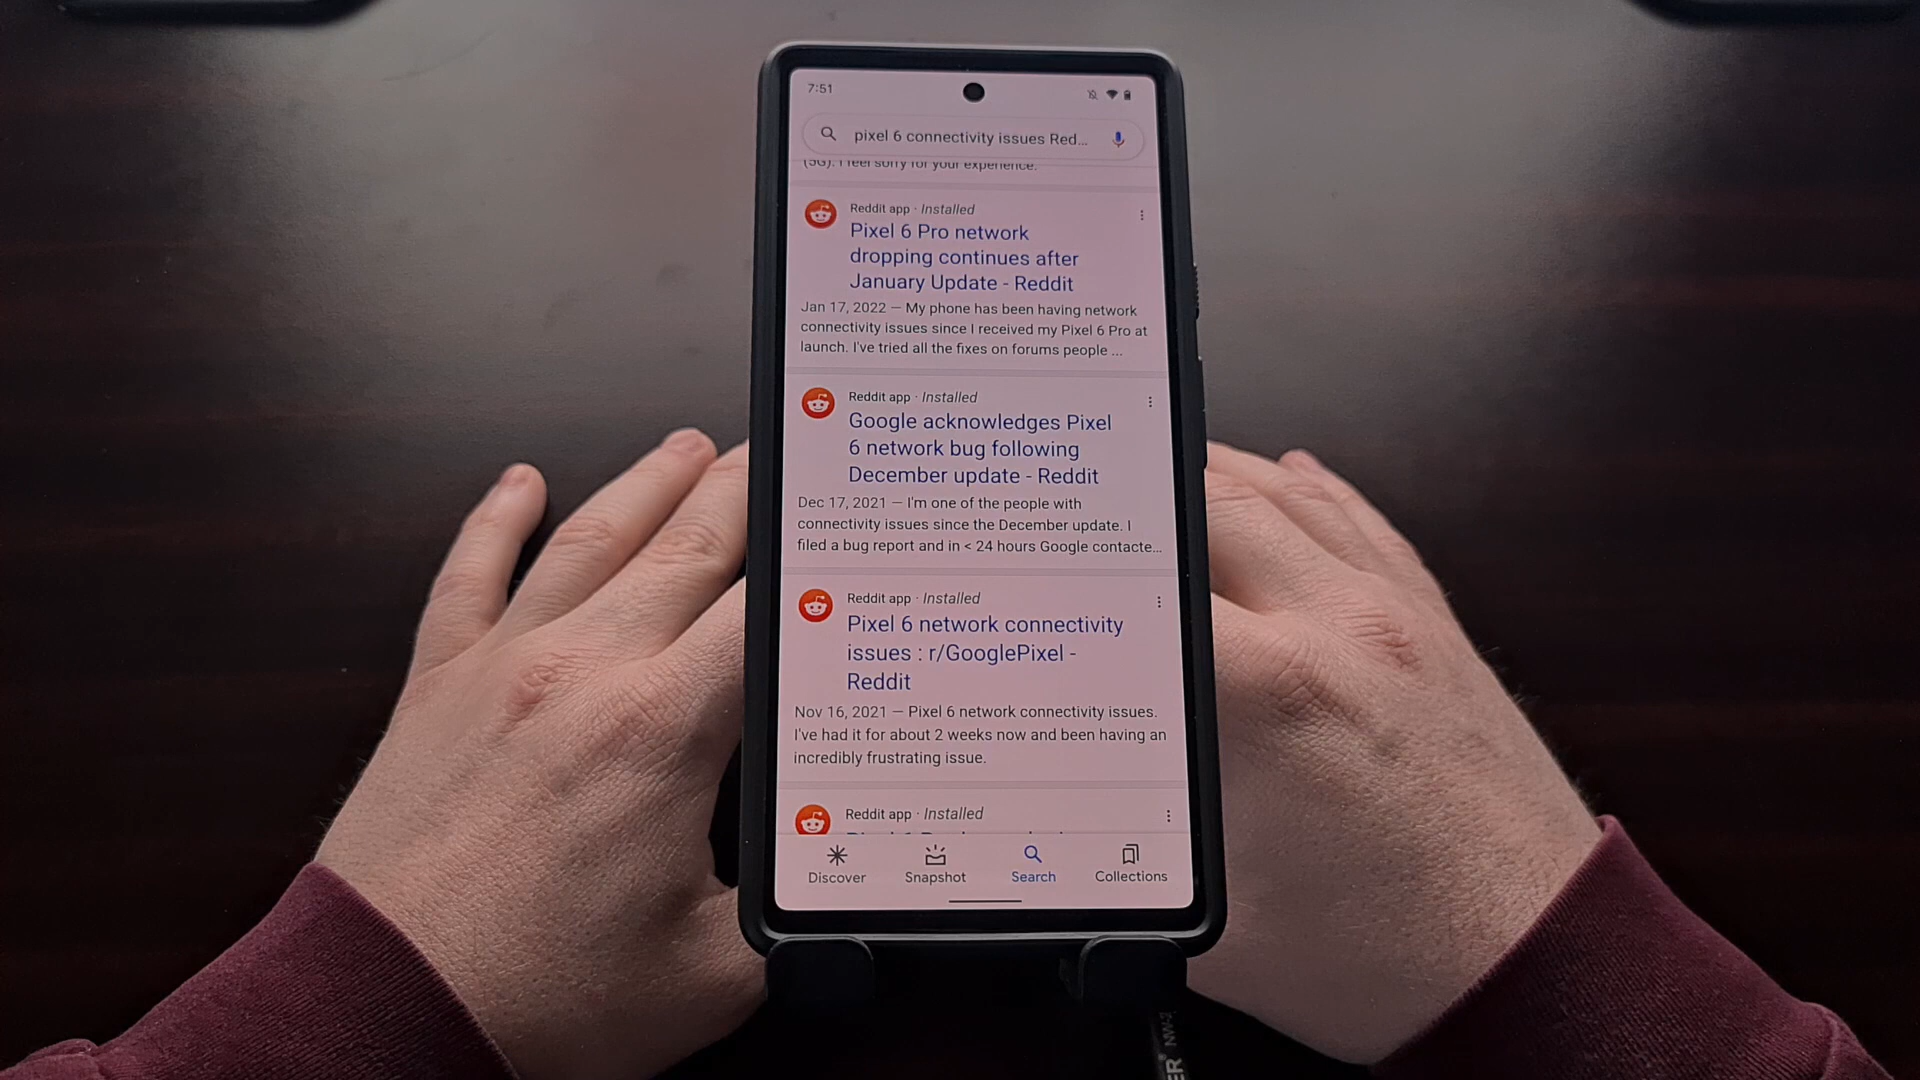 7:51
pixel 6 connectivity issues Red...
(5G). I feel sorry for your experience.
Reddit app · Installed
Pixel 6 Pro network
dropping continues after
January Update - Reddit
Jan 17, 2022 — My phone has been having network
connectivity issues since I received my Pixel 6 Pro at
launch. I've tried all the fixes on forums people ...
Reddit app · Installed
Google acknowledges Pixel
6 network bug following
December update - Reddit
Dec 17, 2021 — I'm one of the people with
connectivity issues since the December update. I
filed a bug report and in < 24 hours Google contacte...
Reddit app · Installed
Pixel 6 network connectivity
issues : r/GooglePixel -
Reddit
Nov 16, 2021 — Pixel 6 network connectivity issues.
I've had it for about 2 weeks now and been having an
incredibly frustrating issue.
Reddit app · Installed
Discover
Snapshot
Search
Collections